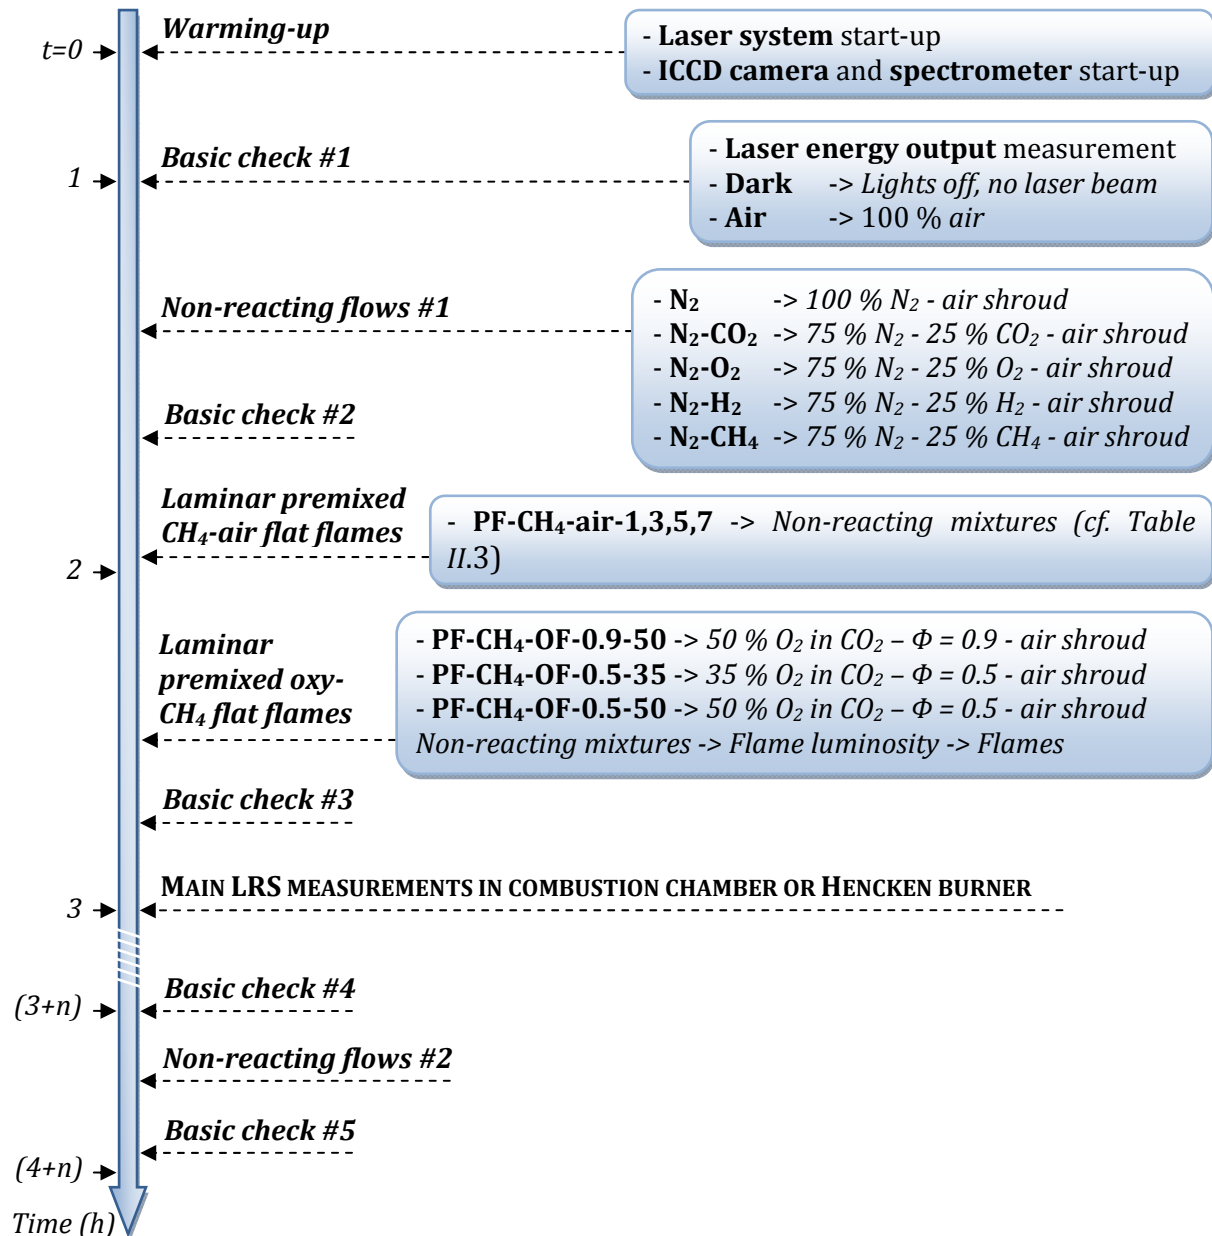 Warming-up
t=0
- Laser system start-up
- ICCD camera and spectrometer start-up
Basic check #1
1
- Laser energy output measurement
- Dark -> Lights off, no laser beam
- Air -> 100 % air
Non-reacting flows #1
- N₂ -> 100 % N₂ - air shroud
- N₂-CO₂ -> 75 % N₂ - 25 % CO₂ - air shroud
- N₂-O₂ -> 75 % N₂ - 25 % O₂ - air shroud
- N₂-H₂ -> 75 % N₂ - 25 % H₂ - air shroud
- N₂-CH₄ -> 75 % N₂ - 25 % CH₄ - air shroud
Basic check #2
Laminar premixed
CH₄-air flat flames
- PF-CH₄-air-1,3,5,7 -> Non-reacting mixtures (cf. Table
II.3)
2
Laminar
premixed oxy-
CH₄ flat flames
- PF-CH₄-OF-0.9-50 -> 50 % O₂ in CO₂ – Φ = 0.9 - air shroud
- PF-CH₄-OF-0.5-35 -> 35 % O₂ in CO₂ – Φ = 0.5 - air shroud
- PF-CH₄-OF-0.5-50 -> 50 % O₂ in CO₂ – Φ = 0.5 - air shroud
Non-reacting mixtures -> Flame luminosity -> Flames
Basic check #3
MAIN LRS MEASUREMENTS IN COMBUSTION CHAMBER OR HENCKEN BURNER
3
Basic check #4
(3+n)
Non-reacting flows #2
Basic check #5
(4+n)
Time (h)